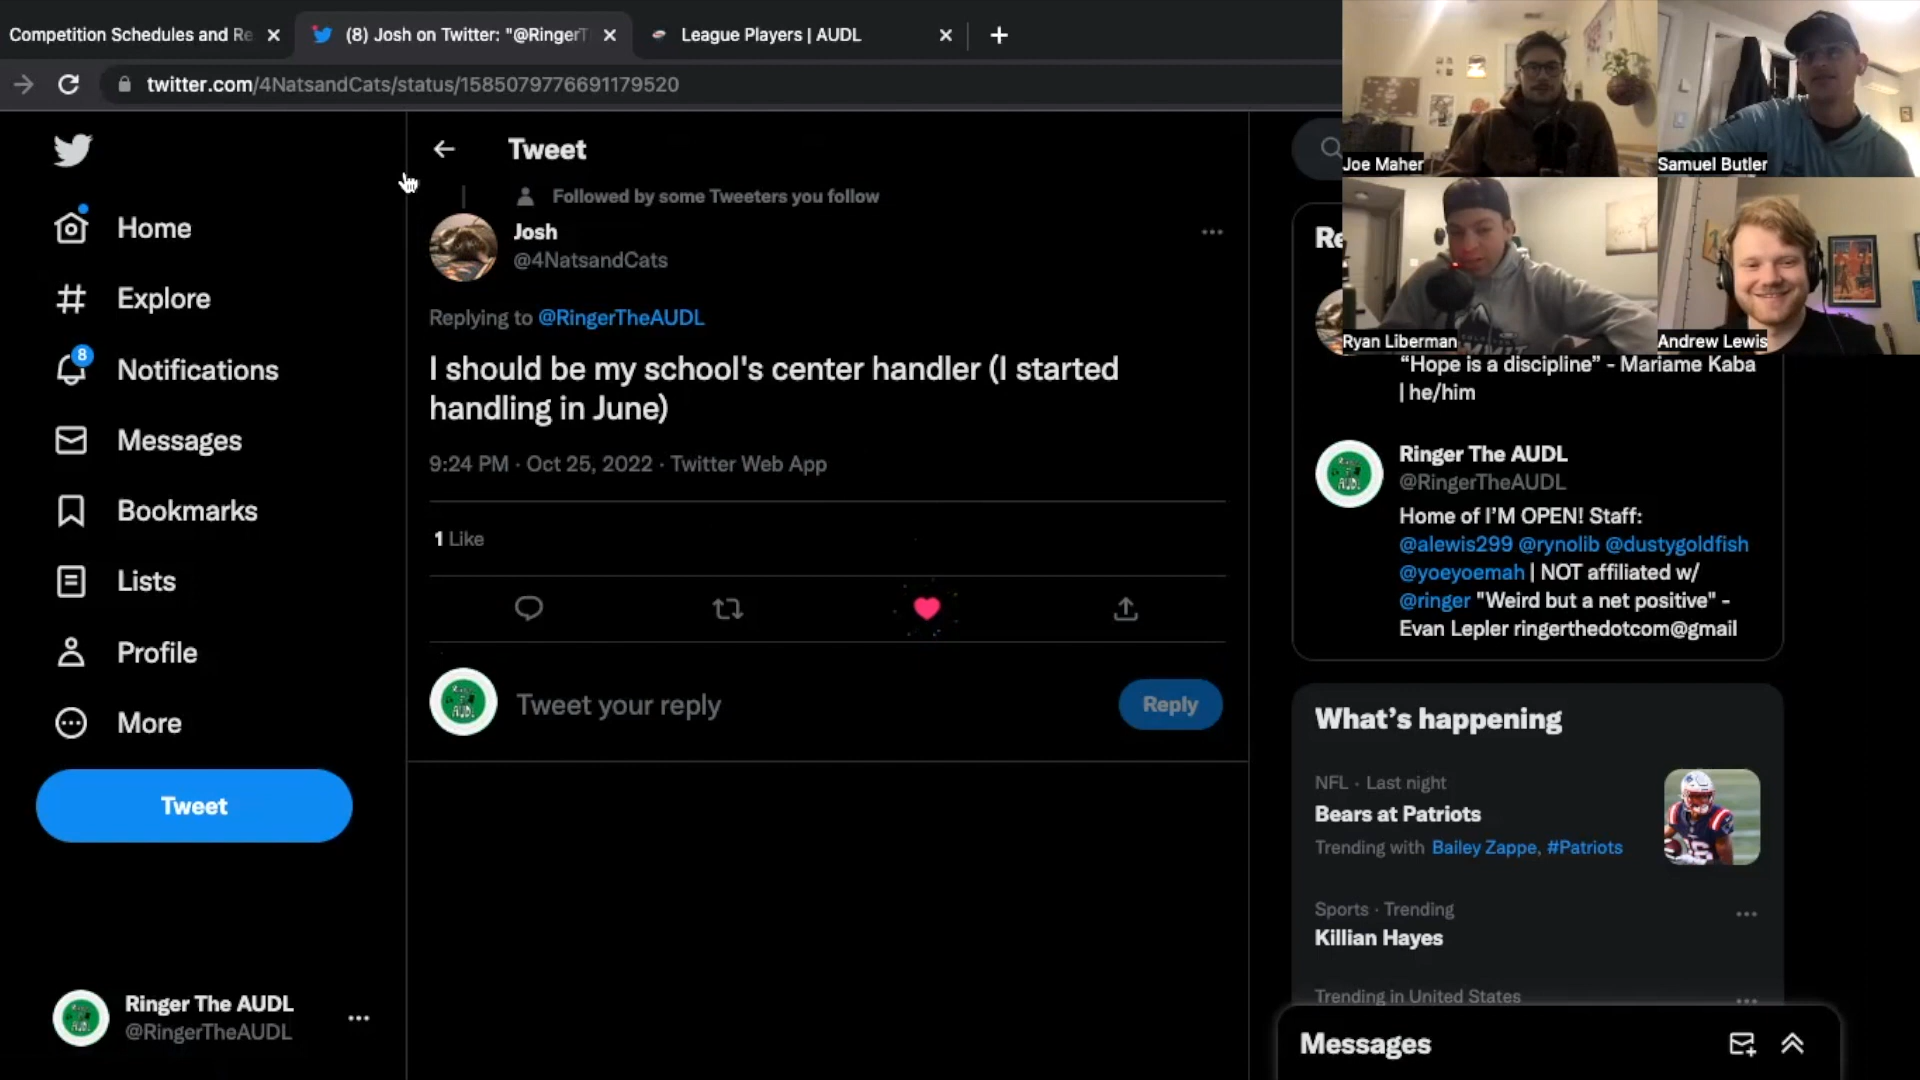 Competition Schedules and Re
(8) Josh on Twitter: "@RingerT
League Players | AUDL
twitter.com/4NatsandCats/status/1585079776691179520
Home
Explore
8
Notifications
Messages
Bookmarks
Lists
Profile
More
Tweet
Ringer The AUDL
@RingerTheAUDL
Tweet
Followed by some Tweeters you follow
Josh
@4NatsandCats
Replying to @RingerTheAUDL
I should be my school's center handler (I started
handling in June)
9:24 PM · Oct 25, 2022 · Twitter Web App
1 Like
Tweet your reply
Reply
Joe Maher
Samuel Butler
Ryan Liberman
Andrew Lewis
Re
“Hope is a discipline” - Mariame Kaba
| he/him
Ringer The AUDL
@RingerTheAUDL
Home of I’M OPEN! Staff:
@alewis299 @rynolib @dustygoldfish
@yoeyoemah | NOT affiliated w/
@ringer "Weird but a net positive" -
Evan Lepler ringerthedotcom@gmail
What’s happening
NFL · Last night
Bears at Patriots
Trending with Bailey Zappe, #Patriots
Sports · Trending
Killian Hayes
Trending in United States
Messages